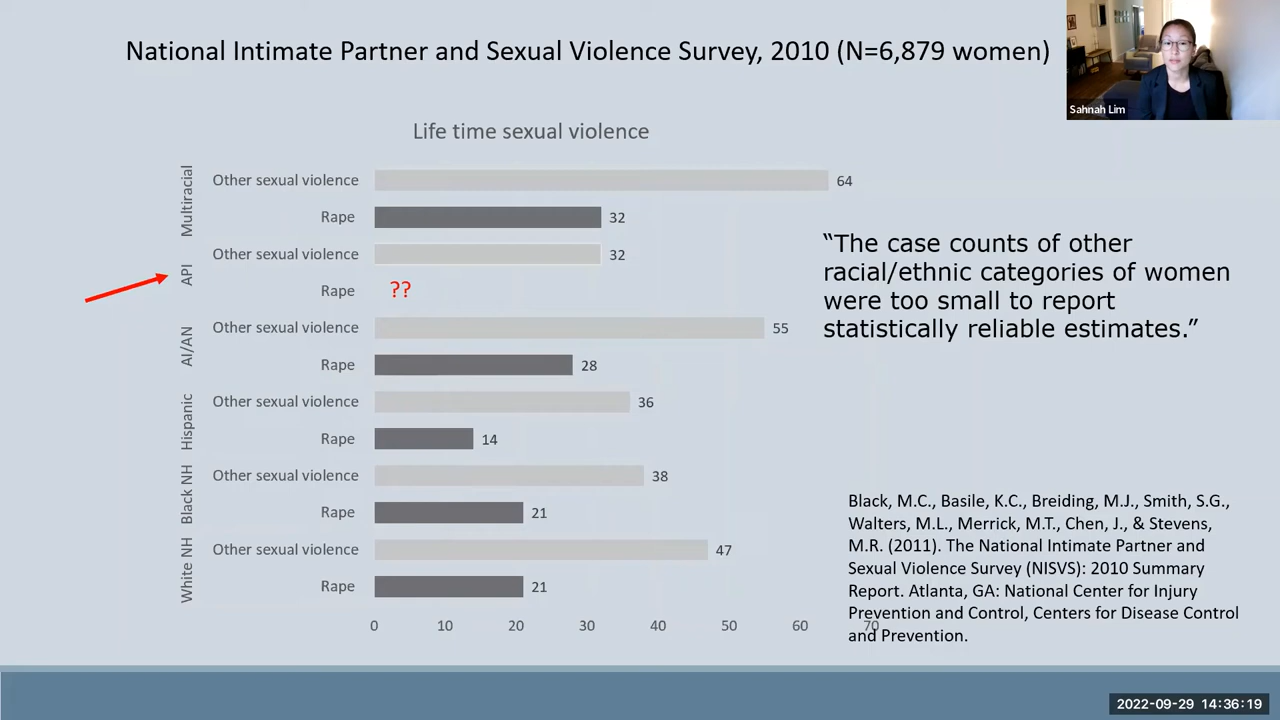 National Intimate Partner and Sexual Violence Survey, 2010 (N=6,879 women)
Sahnah Lim
Life time sexual violence
Multiracial
Other sexual violence 64
Rape 32
API
Other sexual violence 32
Rape ??
AI/AN
Other sexual violence 55
Rape 28
Hispanic
Other sexual violence 36
Rape 14
Black NH
Other sexual violence 38
Rape 21
White NH
Other sexual violence 47
Rape 21
0 10 20 30 40 50 60 70
“The case counts of other
racial/ethnic categories of women
were too small to report
statistically reliable estimates.”
Black, M.C., Basile, K.C., Breiding, M.J., Smith, S.G.,
Walters, M.L., Merrick, M.T., Chen, J., & Stevens,
M.R. (2011). The National Intimate Partner and
Sexual Violence Survey (NISVS): 2010 Summary
Report. Atlanta, GA: National Center for Injury
Prevention and Control, Centers for Disease Control
and Prevention.
2022-09-29 14:36:19